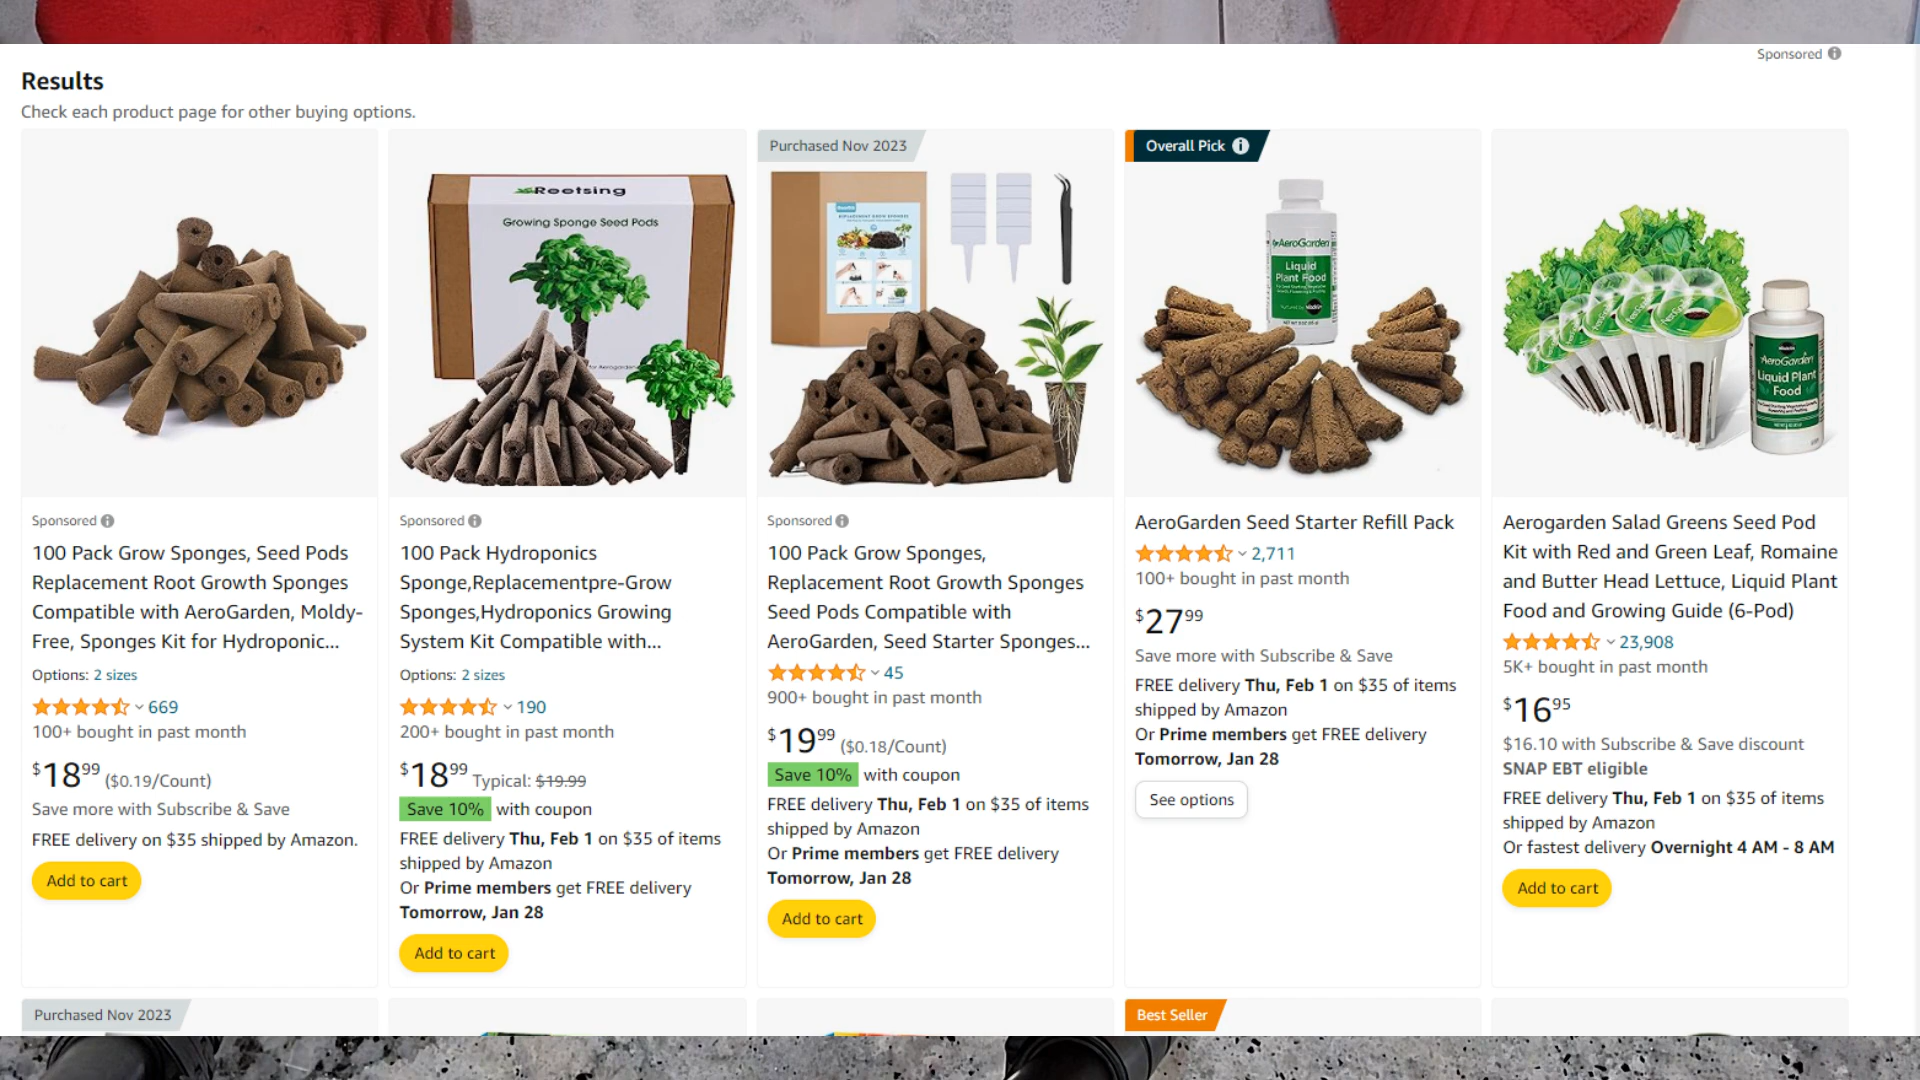 Sponsored
Results
Check each product page for other buying options.
Reetsing
Growing Sponge Seed Pods
Sponsored
100 Pack Grow Sponges, Seed Pods
Replacement Root Growth Sponges
Compatible with AeroGarden, Moldy-
Free, Sponges Kit for Hydroponic...
Options: 2 sizes
669
100+ bought in past month
$1899 ($0.19/Count)
Save more with Subscribe & Save
FREE delivery on $35 shipped by Amazon.
Add to cart
Sponsored
100 Pack Hydroponics
Sponge,Replacementpre-Grow
Sponges,Hydroponics Growing
System Kit Compatible with...
Options: 2 sizes
190
200+ bought in past month
$1899 Typical: $19.99
Save 10% with coupon
FREE delivery Thu, Feb 1 on $35 of items
shipped by Amazon
Or Prime members get FREE delivery
Tomorrow, Jan 28
Add to cart
Purchased Nov 2023
Sponsored
100 Pack Grow Sponges,
Replacement Root Growth Sponges
Seed Pods Compatible with
AeroGarden, Seed Starter Sponges...
45
900+ bought in past month
$1999 ($0.18/Count)
Save 10% with coupon
FREE delivery Thu, Feb 1 on $35 of items
shipped by Amazon
Or Prime members get FREE delivery
Tomorrow, Jan 28
Add to cart
Overall Pick
AeroGarden
Liquid
Plant Food
AeroGarden Seed Starter Refill Pack
2,711
100+ bought in past month
$2799
Save more with Subscribe & Save
FREE delivery Thu, Feb 1 on $35 of items
shipped by Amazon
Or Prime members get FREE delivery
Tomorrow, Jan 28
See options
AeroGarden
Liquid Plant
Food
Aerogarden Salad Greens Seed Pod
Kit with Red and Green Leaf, Romaine
and Butter Head Lettuce, Liquid Plant
Food and Growing Guide (6-Pod)
23,908
5K+ bought in past month
$1695
$16.10 with Subscribe & Save discount
SNAP EBT eligible
FREE delivery Thu, Feb 1 on $35 of items
shipped by Amazon
Or fastest delivery Overnight 4 AM - 8 AM
Add to cart
Purchased Nov 2023
Best Seller